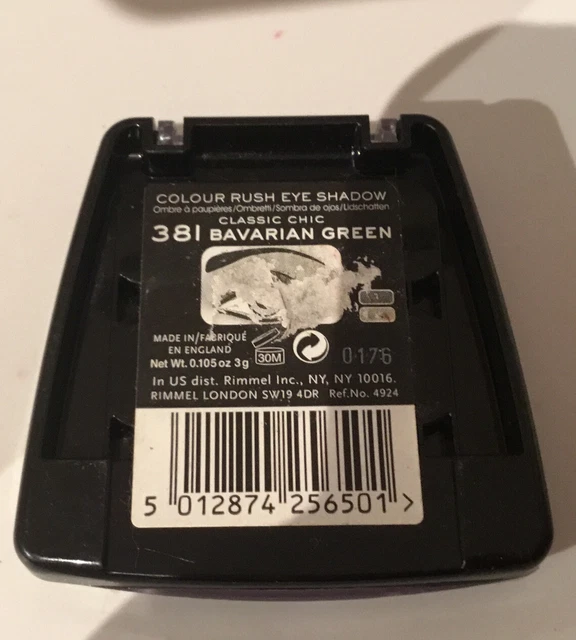 COLOUR RUSH EYE SHADOW
Ombre à paupières/Ombretti/Sombra de ojos/Lidschatten
CLASSIC CHIC
381 BAVARIAN GREEN
MADE IN/FABRIQUÉ
EN ENGLAND
Net Wt. 0.105 oz 3g
30M
0176
In US dist. Rimmel Inc., NY, NY 10016.
RIMMEL LONDON SW19 4DR Ref.No. 4924
5 012874 256501 >